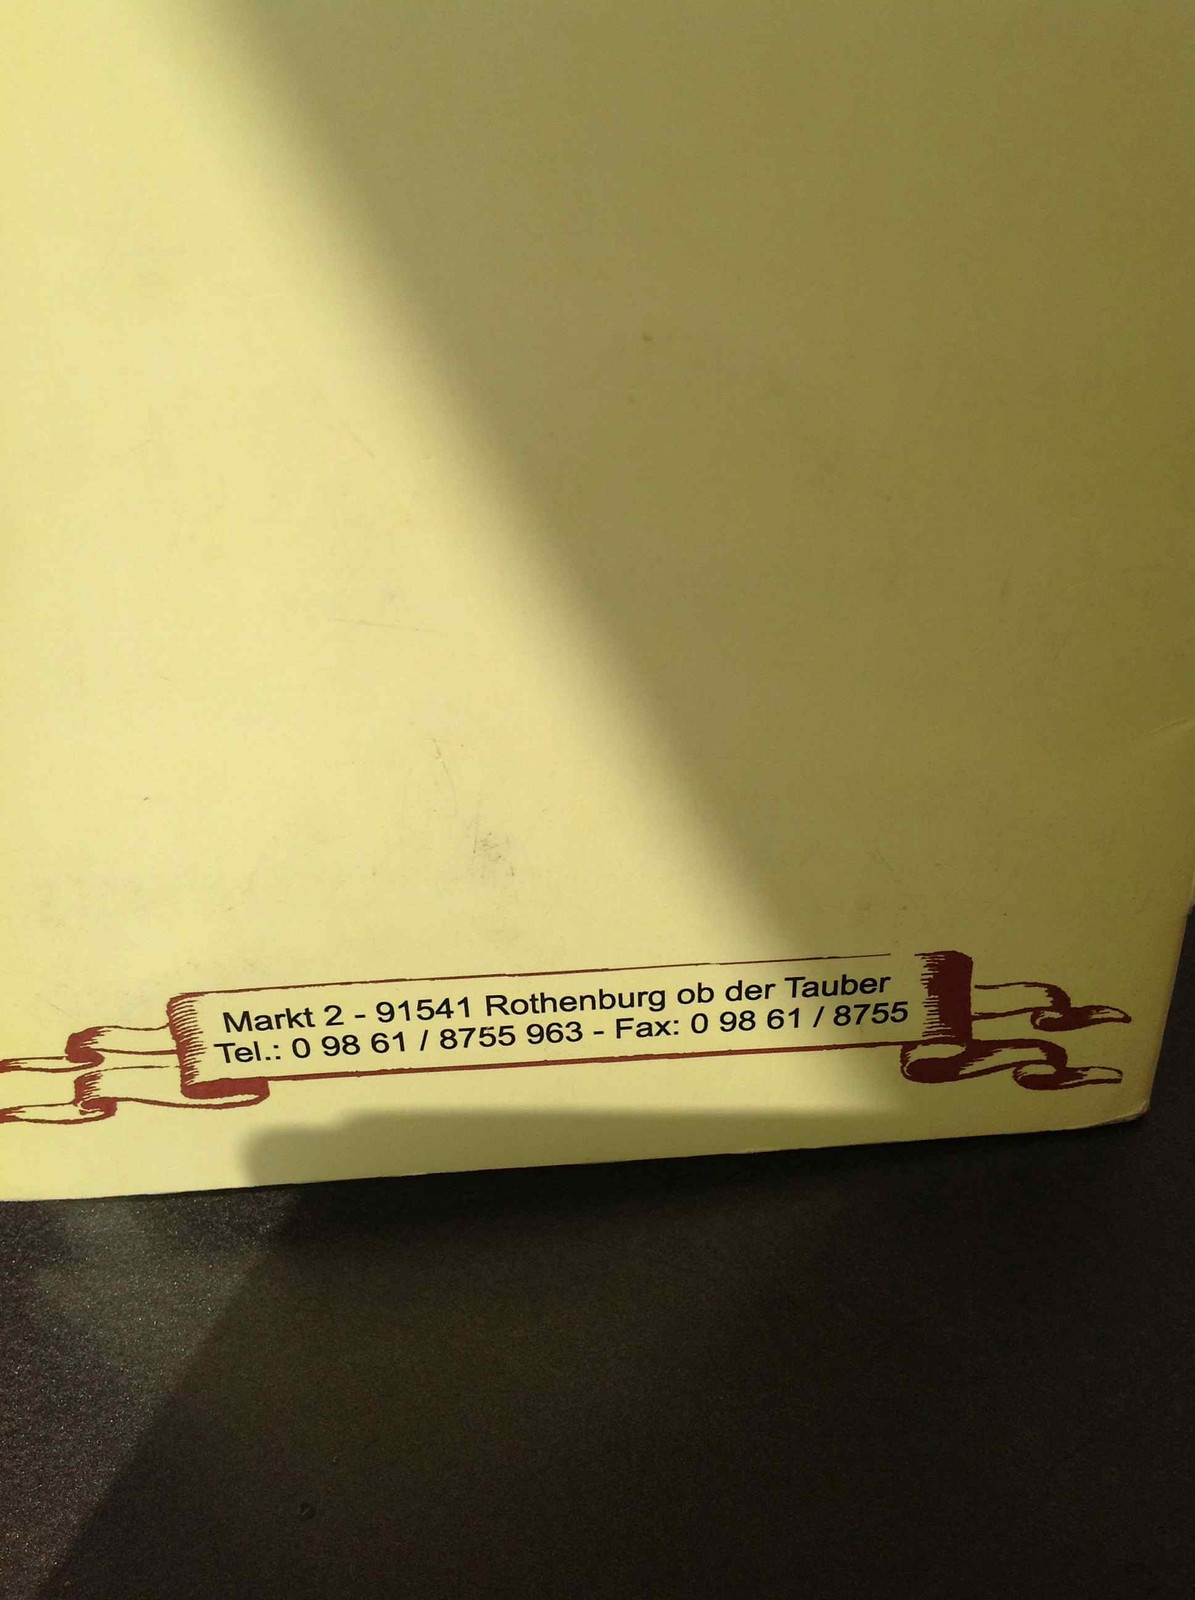 Markt 2 - 91541 Rothenburg ob der Tauber
Tel.: 0 98 61 / 8755 963 - Fax: 0 98 61 / 8755